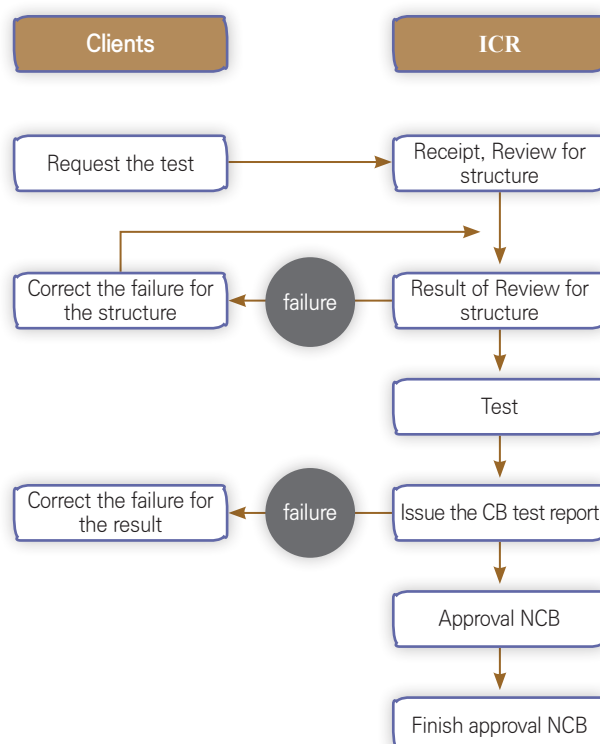 Clients
ICR
Request the test
Receipt, Review for
structure
Correct the failure for
the structure
failure
Result of Review for
structure
Test
Correct the failure for
the result
failure
Issue the CB test report
Approval NCB
Finish approval NCB